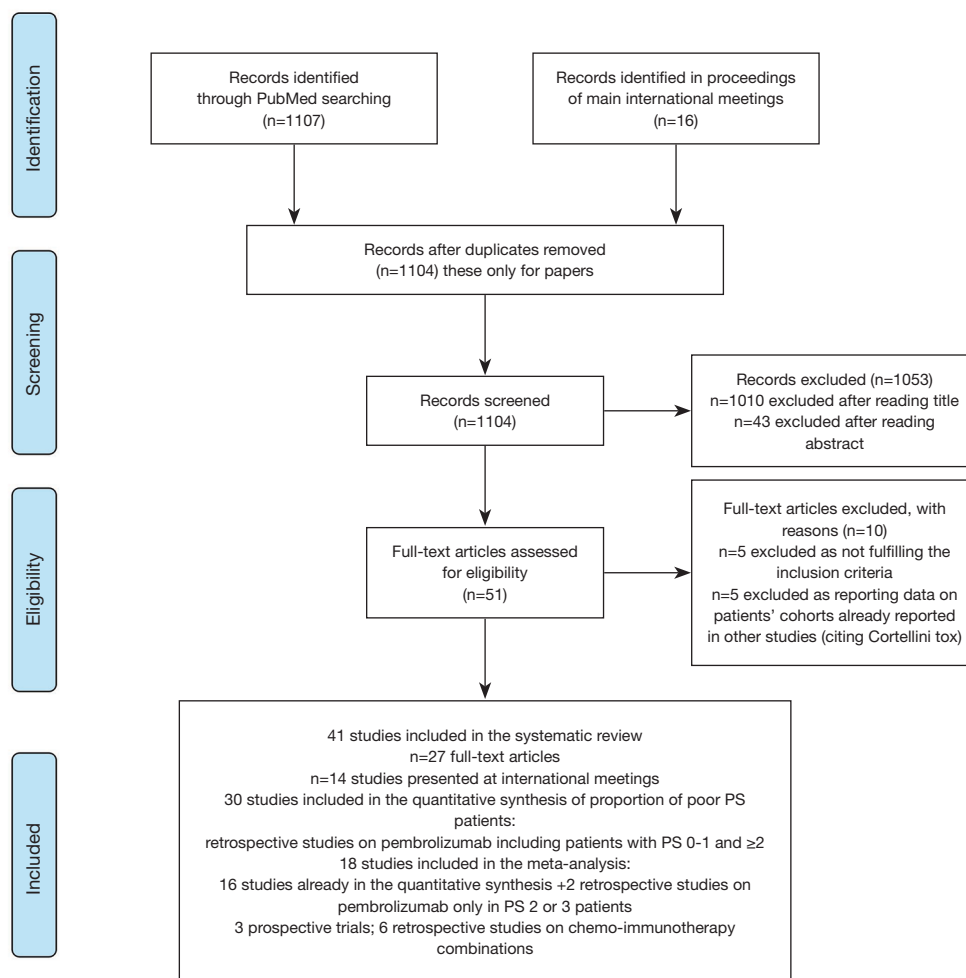 Identification
Records identified
through PubMed searching
(n=1107)
Records identified in proceedings
of main international meetings
(n=16)
Records after duplicates removed
(n=1104) these only for papers
Screening
Records screened
(n=1104)
Records excluded (n=1053)
n=1010 excluded after reading title
n=43 excluded after reading
abstract
Eligibility
Full-text articles assessed
for eligibility
(n=51)
Full-text articles excluded, with
reasons (n=10)
n=5 excluded as not fulfilling the
inclusion criteria
n=5 excluded as reporting data on
patients' cohorts already reported
in other studies (citing Cortellini tox)
Included
41 studies included in the systematic review
n=27 full-text articles
n=14 studies presented at international meetings
30 studies included in the quantitative synthesis of proportion of poor PS
patients:
retrospective studies on pembrolizumab including patients with PS 0-1 and ≥2
18 studies included in the meta-analysis:
16 studies already in the quantitative synthesis +2 retrospective studies on
pembrolizumab only in PS 2 or 3 patients
3 prospective trials; 6 retrospective studies on chemo-immunotherapy
combinations